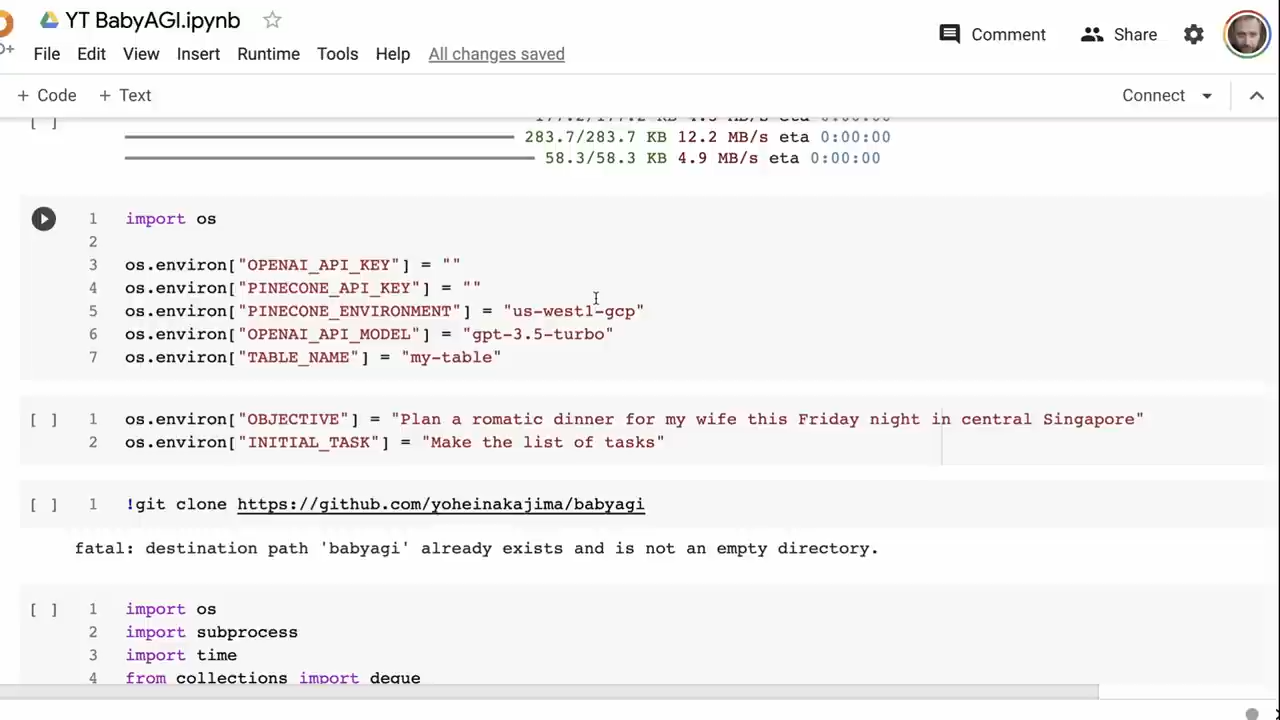 YT BabyAGI.ipynb
Comment
Share
File Edit View Insert Runtime Tools Help All changes saved
+ Code + Text
Connect
[ ]
283.7/283.7 KB 12.2 MB/s eta 0:00:00
58.3/58.3 KB 4.9 MB/s eta 0:00:00
1 import os
2
3 os.environ["OPENAI_API_KEY"] = ""
4 os.environ["PINECONE_API_KEY"] = ""
5 os.environ["PINECONE_ENVIRONMENT"] = "us-west1-gcp"
6 os.environ["OPENAI_API_MODEL"] = "gpt-3.5-turbo"
7 os.environ["TABLE_NAME"] = "my-table"
[ ] 1 os.environ["OBJECTIVE"] = "Plan a romatic dinner for my wife this Friday night in central Singapore"
2 os.environ["INITIAL_TASK"] = "Make the list of tasks"
[ ] 1 !git clone https://github.com/yoheinakajima/babyagi
fatal: destination path 'babyagi' already exists and is not an empty directory.
[ ] 1 import os
2 import subprocess
3 import time
4 from collections import deque